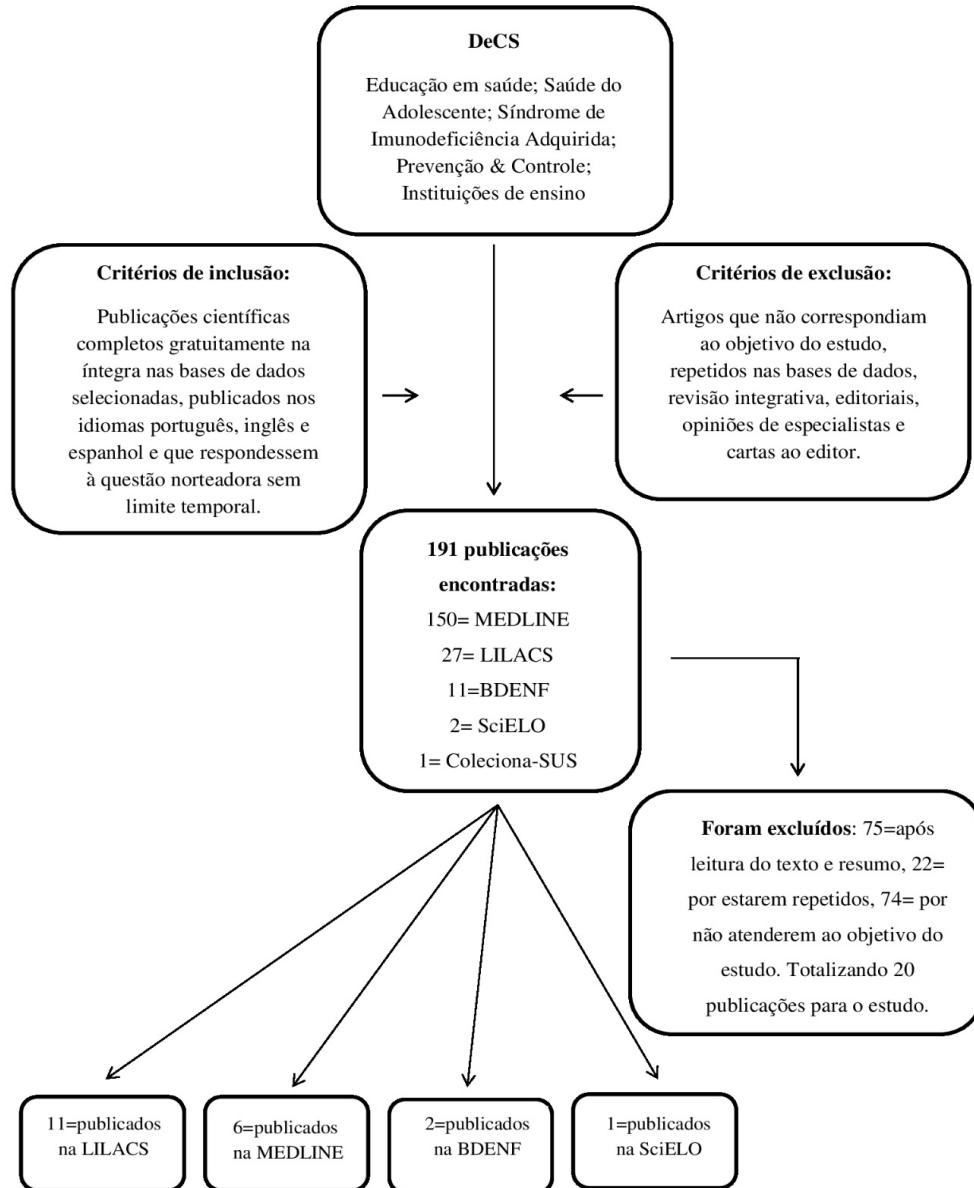 DeCS
Educação em saúde; Saúde do
Adolescente; Síndrome de
Imunodeficiência Adquirida;
Prevenção & Controle;
Instituições de ensino
Critérios de inclusão:
Publicações científicas
completos gratuitamente na
íntegra nas bases de dados
selecionadas, publicados nos
idiomas português, inglês e
espanhol e que respondessem
à questão norteadora sem
limite temporal.
Critérios de exclusão:
Artigos que não correspondiam
ao objetivo do estudo,
repetidos nas bases de dados,
revisão integrativa, editoriais,
opiniões de especialistas e
cartas ao editor.
191 publicações
encontradas:
150= MEDLINE
27= LILACS
11=BDENF
2= SciELO
1= Coleciona-SUS
Foram excluídos: 75=após
leitura do texto e resumo, 22=
por estarem repetidos, 74= por
não atenderem ao objetivo do
estudo. Totalizando 20
publicações para o estudo.
11=publicados
na LILACS
6=publicados
na MEDLINE
2=publicados
na BDENF
1=publicados
na SciELO